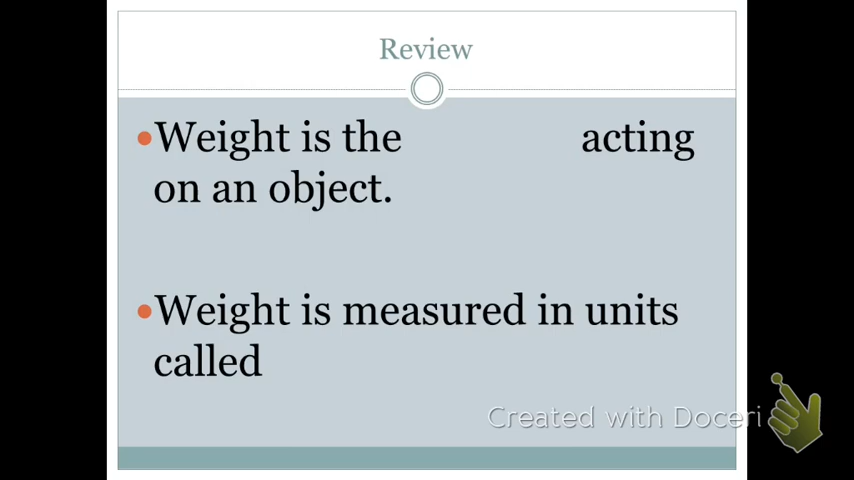 Review
Weight is the acting
on an object.
Weight is measured in units
called
Created with Doceri